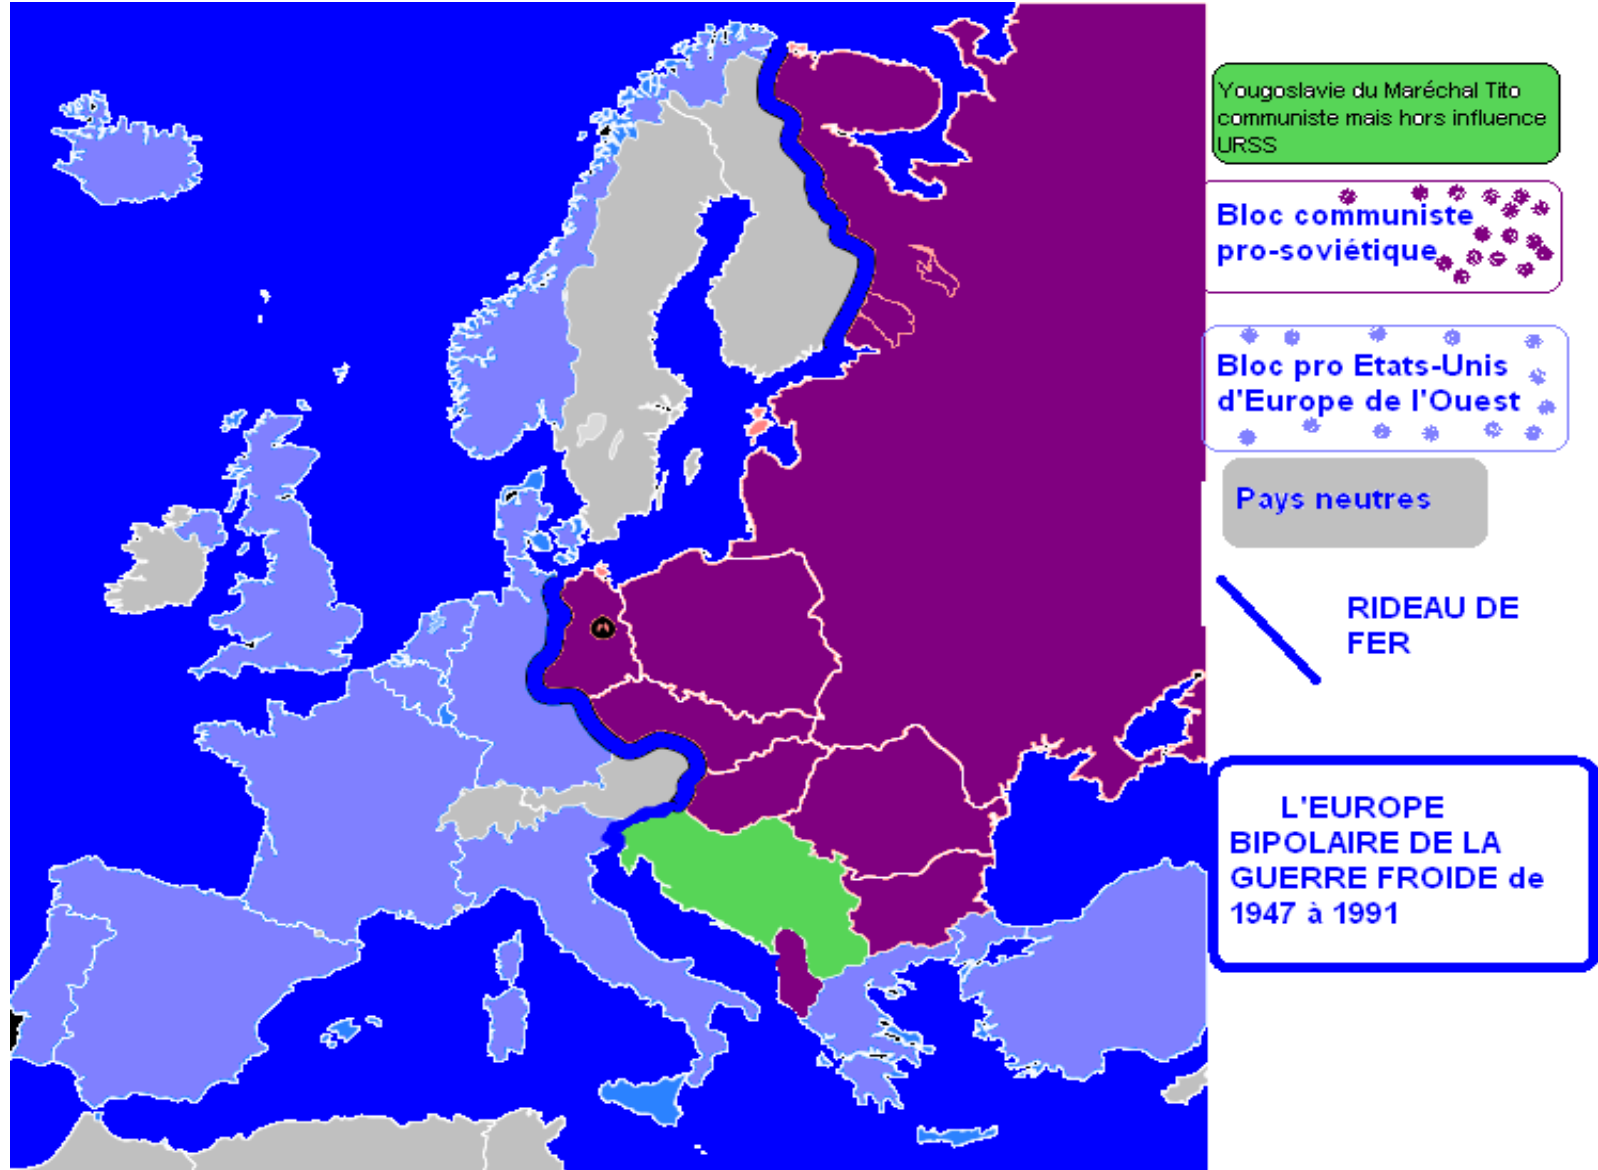 Yougoslavie du Maréchal Tito
communiste mais hors influence
URSS
Bloc communiste
pro-soviétique
Bloc pro Etats-Unis
d'Europe de l'Ouest
Pays neutres
RIDEAU DE
FER
L'EUROPE
BIPOLAIRE DE LA
GUERRE FROIDE de
1947 à 1991